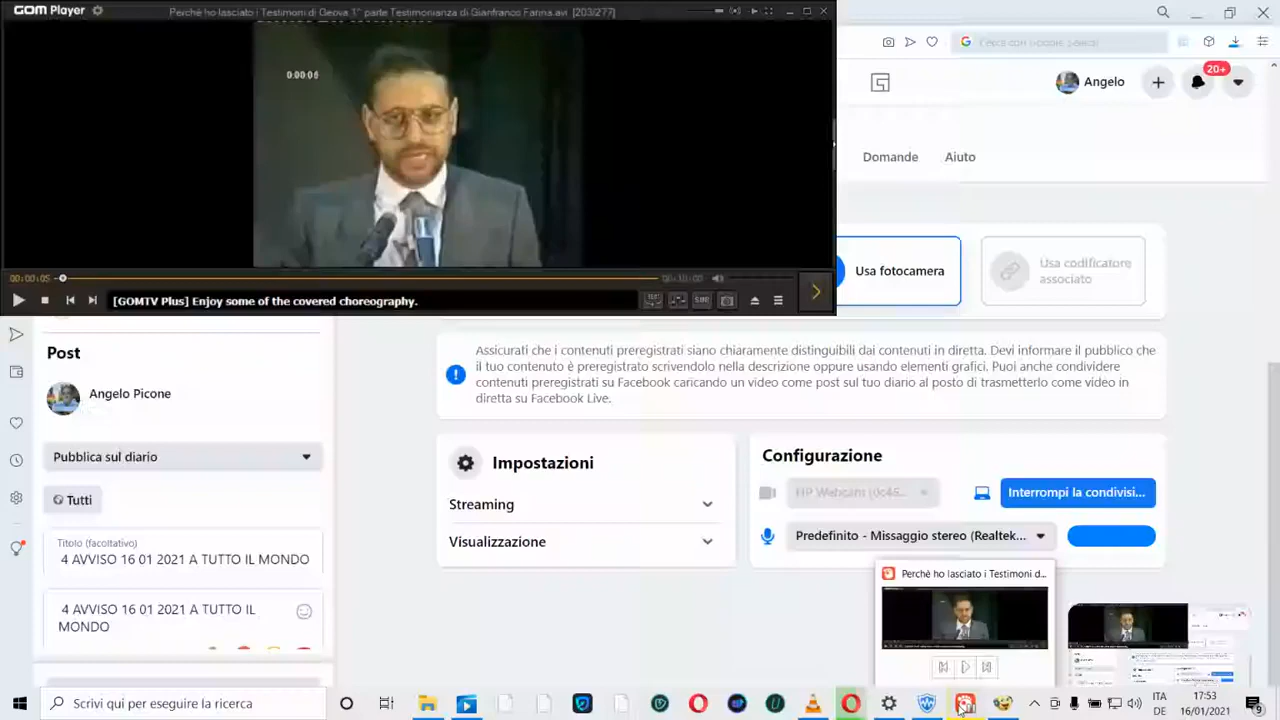 GOM Player
Perchè ho lasciato i Testimoni di Geova 1° parte Testimonianza di Gianfranco Fanna.avi [203/277]
0:00:06
00:00:05
[GOMTV Plus] Enjoy some of the covered choreography.
20+
Angelo
Domande
Aiuto
Usa fotocamera
Usa codificatore
associato
Post
Angelo Picone
Pubblica sul diario
Tutti
Titolo (facoltativo)
4 AVVISO 16 01 2021 A TUTTO IL MONDO
4 AVVISO 16 01 2021 A TUTTO IL
MONDO
Assicurati che i contenuti preregistrati siano chiaramente distinguibili dai contenuti in diretta. Devi informare il pubblico che
il tuo contenuto è preregistrato scrivendolo nella descrizione oppure usando elementi grafici. Puoi anche condividere
contenuti preregistrati su Facebook caricando un video come post sul tuo diario al posto di trasmetterlo come video in
diretta su Facebook Live.
Impostazioni
Streaming
Visualizzazione
Configurazione
HP Webcam
Interrompi la condivisi...
Predefinito - Missaggio stereo (Realtek...
Perchè ho lasciato i Testimoni d...
Scrivi qui per eseguire la ricerca
ITA
DE
17:53
16/01/2021